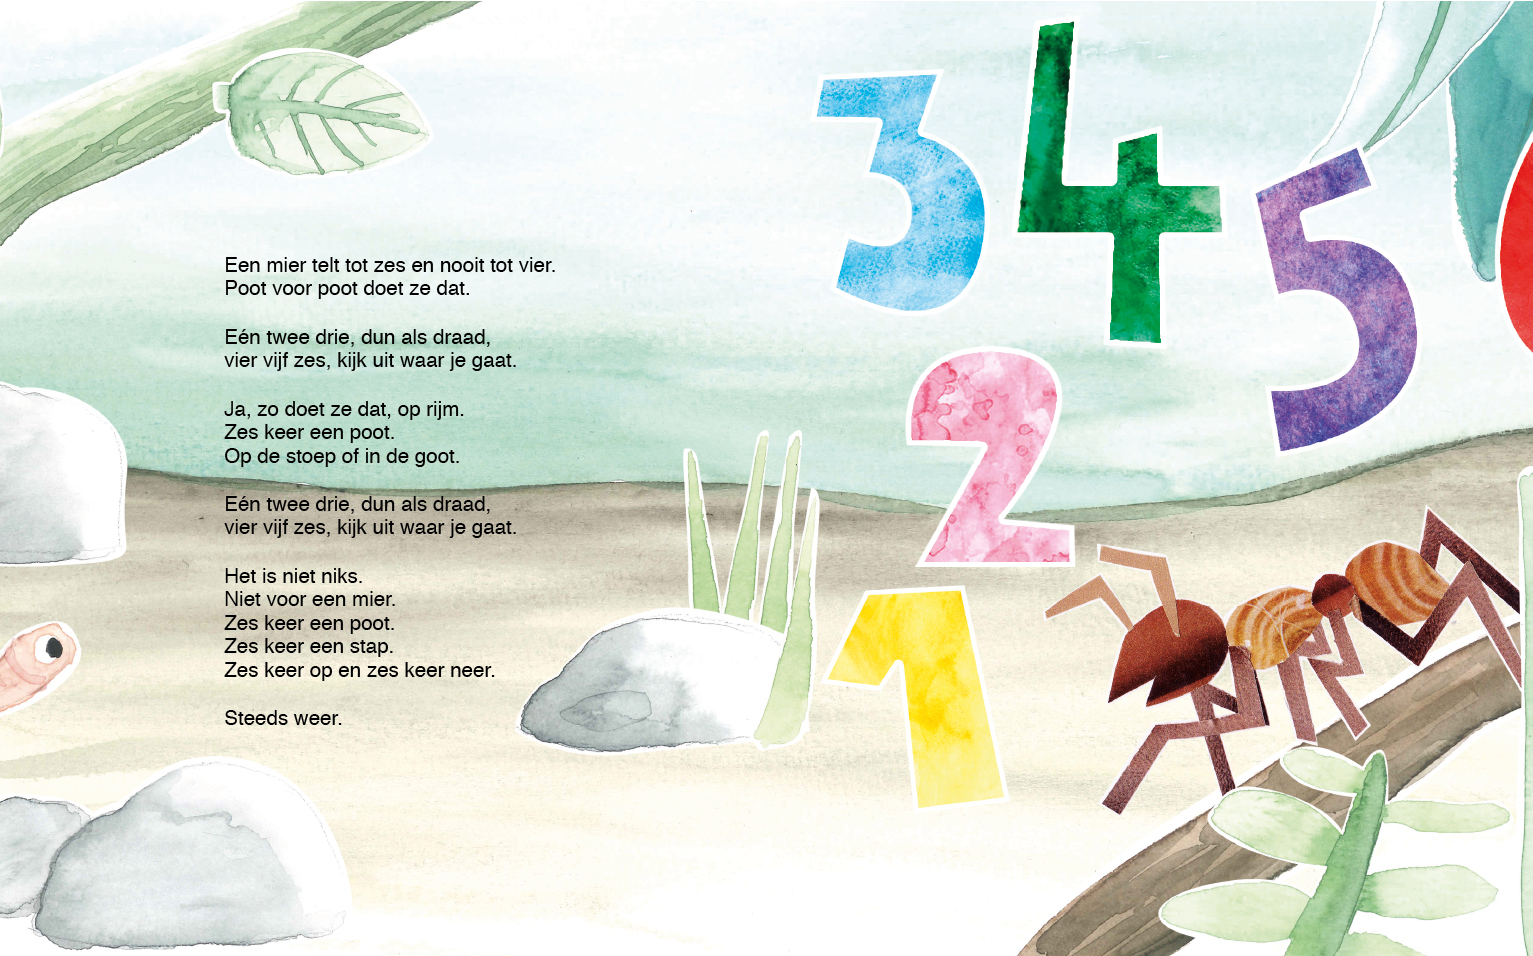 Een mier telt tot zes en nooit tot vier.
Poot voor poot doet ze dat.

Eén twee drie, dun als draad,
vier vijf zes, kijk uit waar je gaat.

Ja, zo doet ze dat, op rijm.
Zes keer een poot.
Op de stoep of in de goot.

Eén twee drie, dun als draad,
vier vijf zes, kijk uit waar je gaat.

Het is niet niks.
Niet voor een mier.
Zes keer een poot.
Zes keer een stap.
Zes keer op en zes keer neer.

Steeds weer.

3 4 5
2
1